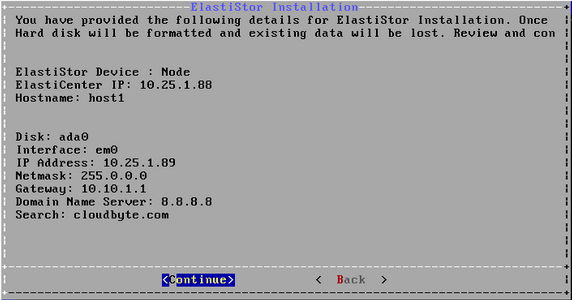 ElastiStor Installation
You have provided the following details for ElastiStor Installation. Once
Hard disk will be formatted and existing data will be lost. Review and con
ElastiStor Device : Node
ElastiCenter IP: 10.25.1.88
Hostname: host1
Disk: ada0
Interface: em0
IP Address: 10.25.1.89
Netmask: 255.0.0.0
Gateway: 10.10.1.1
Domain Name Server: 8.8.8.8
Search: cloudbyte.com
<Continue> < Back >